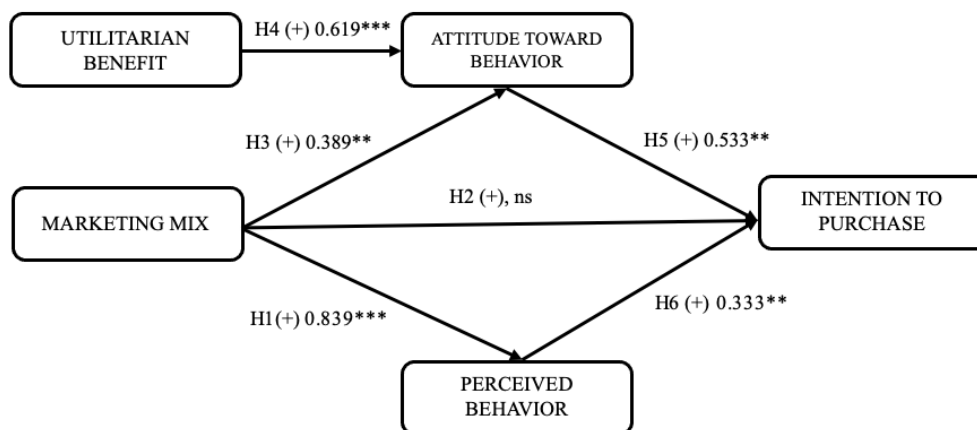 UTILITARIAN
BENEFIT
H4 (+) 0.619***
ATTITUDE TOWARD
BEHAVIOR
H3 (+) 0.389**
H5 (+) 0.533**
MARKETING MIX
H2 (+), ns
INTENTION TO
PURCHASE
H1(+) 0.839***
H6 (+) 0.333**
PERCEIVED
BEHAVIOR